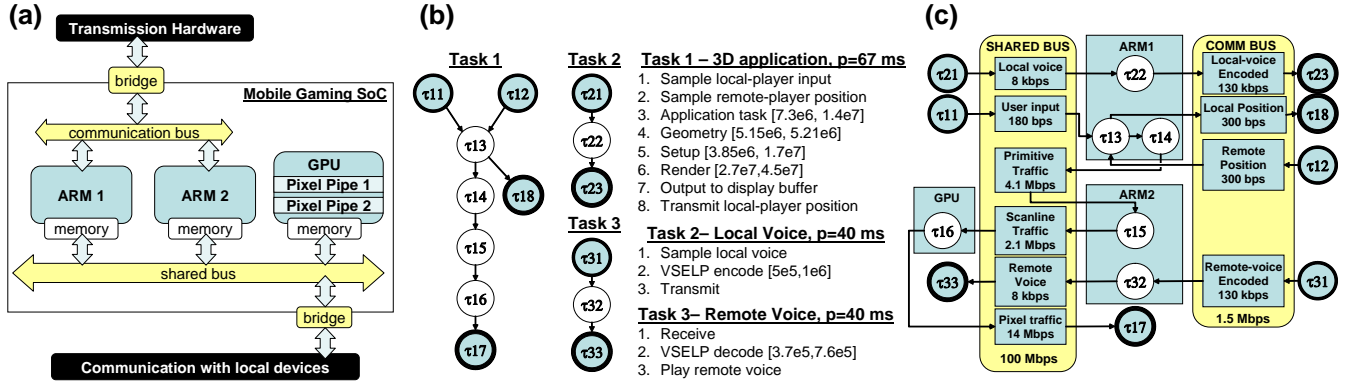 (a)
Transmission Hardware
bridge
Mobile Gaming SoC
communication bus
ARM 1
ARM 2
GPU
Pixel Pipe 1
Pixel Pipe 2
memory
memory
memory
shared bus
bridge
Communication with local devices
(b)
Task 1
τ11
τ12
τ13
τ14
τ18
τ15
τ16
τ17
Task 2
τ21
τ22
τ23
Task 3
τ31
τ32
τ33
Task 1 – 3D application, p=67 ms
1. Sample local-player input
2. Sample remote-player position
3. Application task [7.3e6, 1.4e7]
4. Geometry [5.15e6, 5.21e6]
5. Setup [3.85e6, 1.7e7]
6. Render [2.7e7,4.5e7]
7. Output to display buffer
8. Transmit local-player position
Task 2– Local Voice, p=40 ms
1. Sample local voice
2. VSELP encode [5e5,1e6]
3. Transmit
Task 3– Remote Voice, p=40 ms
1. Receive
2. VSELP decode [3.7e5,7.6e5]
3. Play remote voice
(c)
SHARED BUS
ARM1
COMM BUS
τ21
Local voice
8 kbps
τ22
Local-voice
Encoded
130 kbps
τ23
τ11
User input
180 bps
τ13
τ14
Local Position
300 bps
τ18
Primitive
Traffic
4.1 Mbps
Remote
Position
300 bps
τ12
GPU
ARM2
τ16
Scanline
Traffic
2.1 Mbps
τ15
τ33
Remote
Voice
8 kbps
τ32
Remote-voice
Encoded
130 kbps
τ31
Pixel traffic
14 Mbps
τ17
1.5 Mbps
100 Mbps